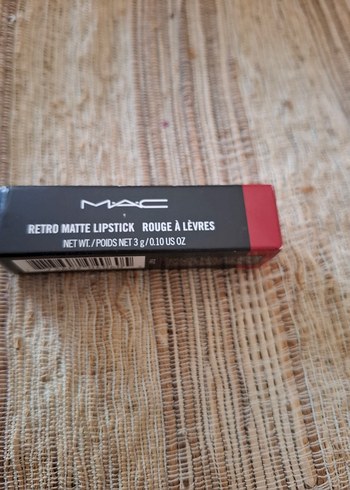 MAC
RETRO MATTE LIPSTICK ROUGE À LÈVRES
NET WT. / POIDS NET 3 g / 0.10 US OZ